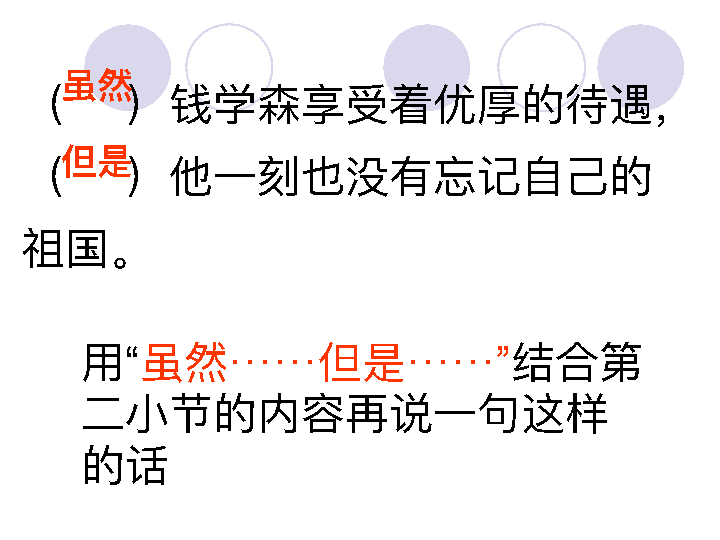 (虽然) 钱学森享受着优厚的待遇，
(但是) 他一刻也没有忘记自己的
祖国。
用“虽然……但是……”结合第
二小节的内容再说一句这样
的话